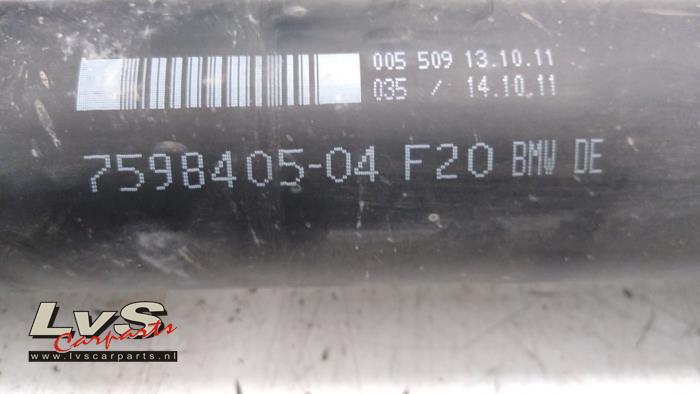 005 509 13.10.11
035 / 14.10.11
7598405-04 F20 BMW DE
LvS
Carparts
www.lvscarparts.nl